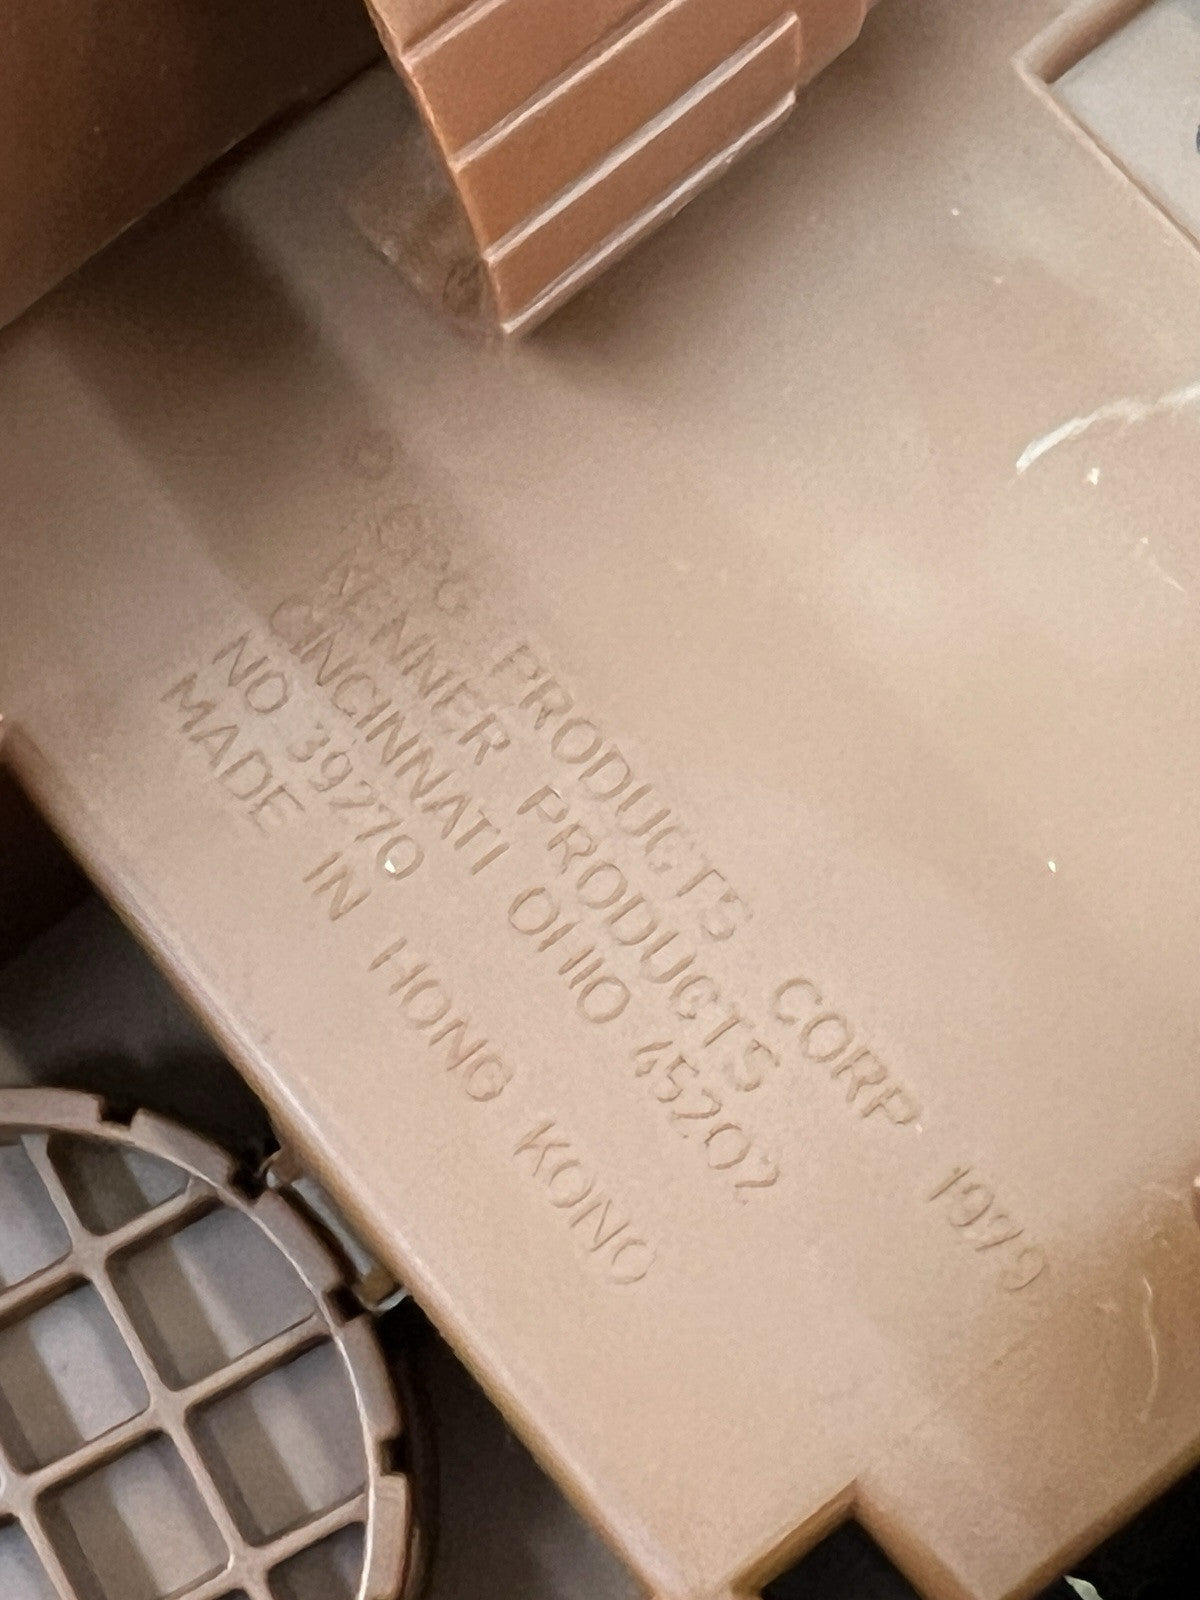 © CPG PRODUCTS CORP 1979
KENNER PRODUCTS
CINCINNATI OHIO 45202
NO 39270
MADE IN HONG KONG